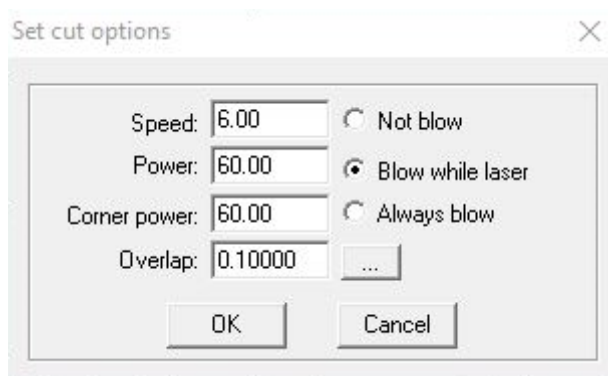 Set cut options
Speed: 6.00 Not blow
Power: 60.00 Blow while laser
Corner power: 60.00 Always blow
Overlap: 0.10000 ...
OK Cancel